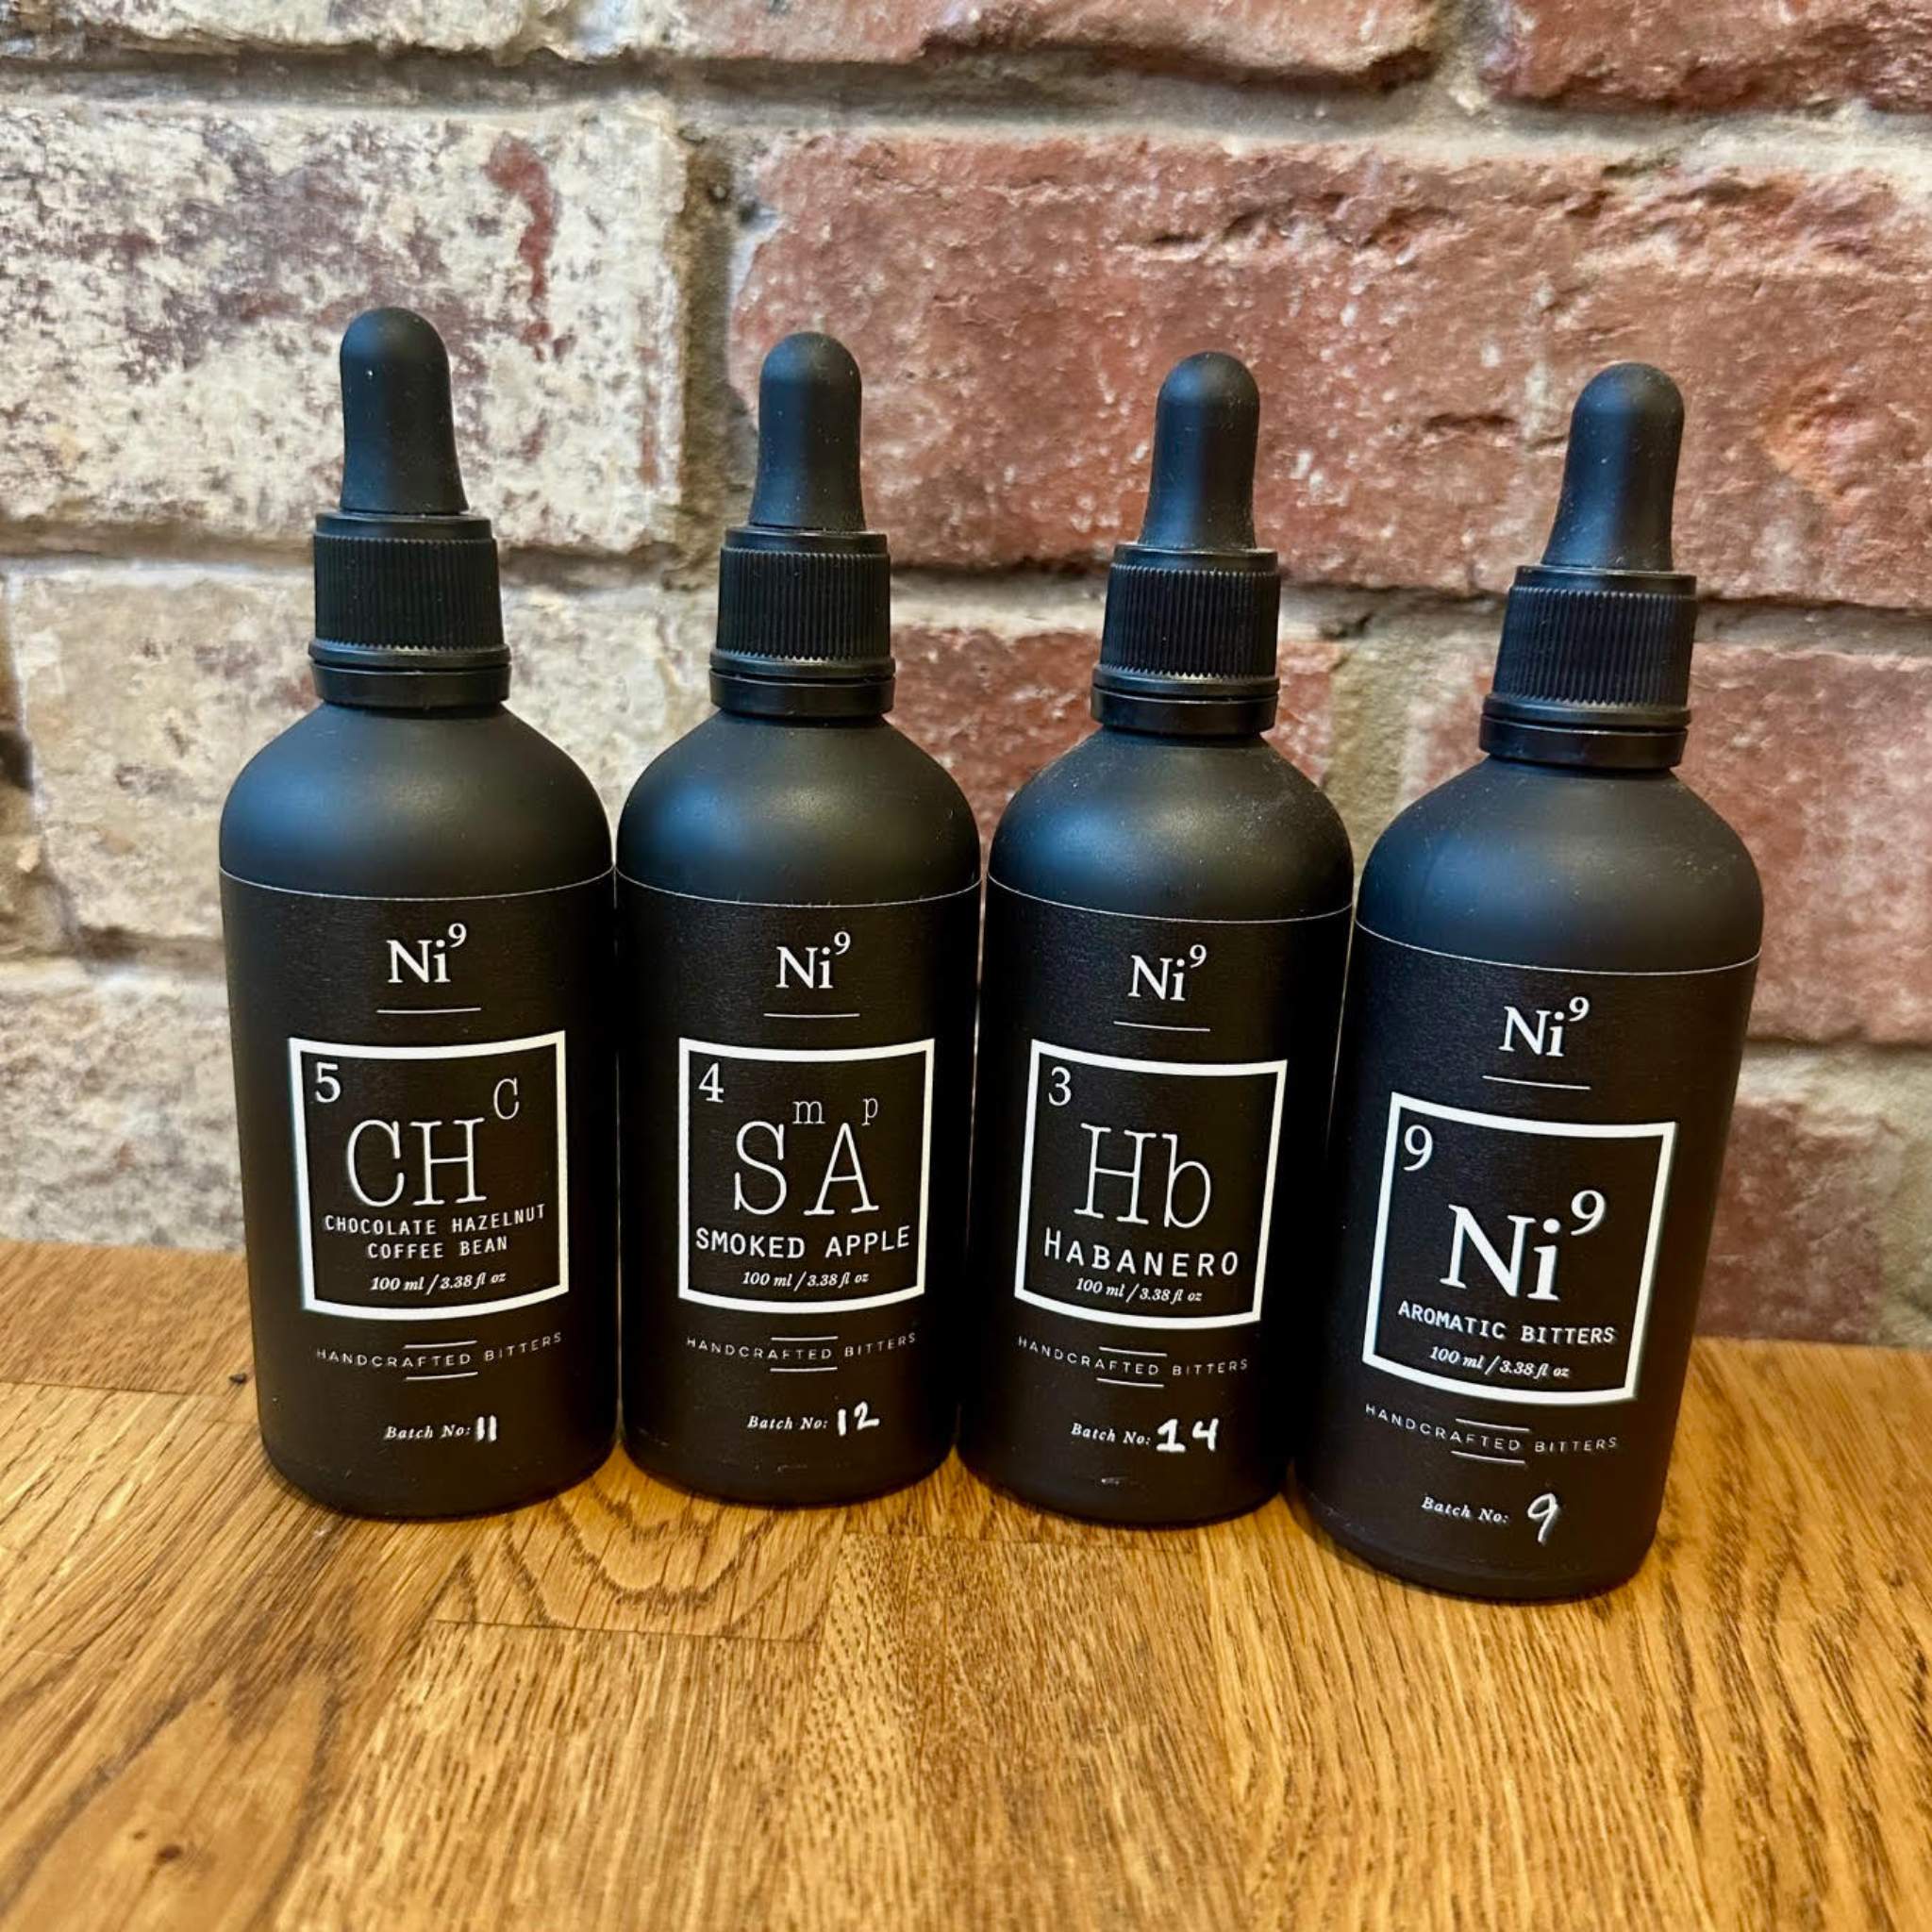 Ni⁹
5
CHᶜ
CHOCOLATE HAZELNUT
COFFEE BEAN
100 ml / 3.38 fl oz
HANDCRAFTED BITTERS
Batch No: 11
Ni⁹
4
SᵐAᵖ
SMOKED APPLE
100 ml / 3.38 fl oz
HANDCRAFTED BITTERS
Batch No: 12
Ni⁹
3
Hb
HABANERO
100 ml / 3.38 fl oz
HANDCRAFTED BITTERS
Batch No: 14
Ni⁹
9
Ni⁹
AROMATIC BITTERS
100 ml / 3.38 fl oz
HANDCRAFTED BITTERS
Batch No: 9